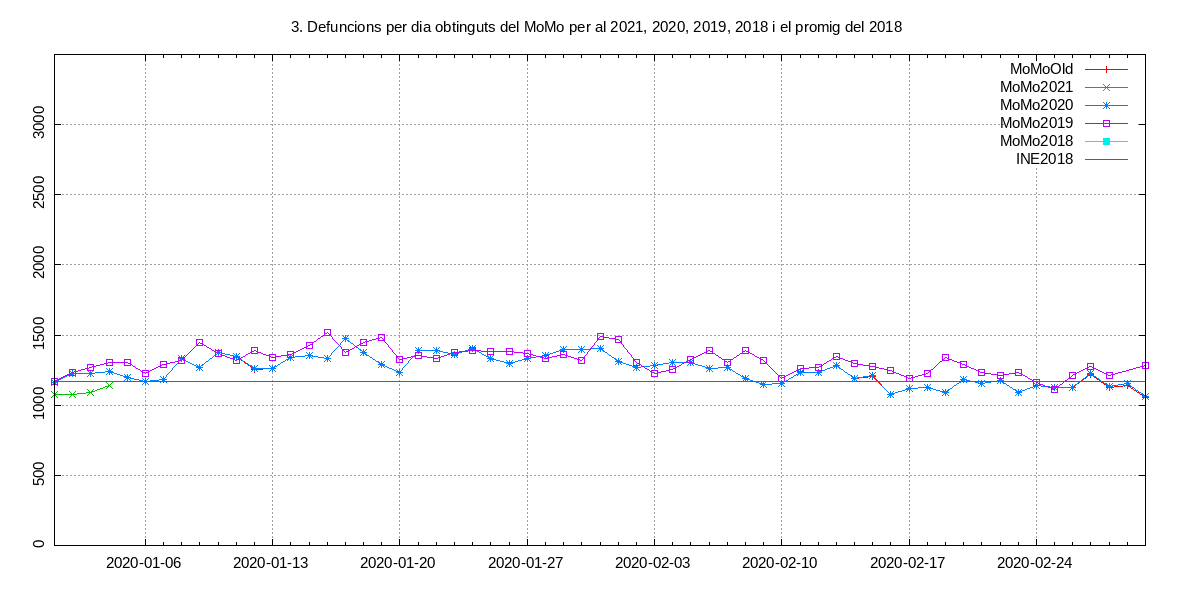 3. Defuncions per dia obtinguts del MoMo per al 2021, 2020, 2019, 2018 i el promig del 2018
MoMoOld
MoMo2021
MoMo2020
MoMo2019
MoMo2018
INE2018
3000
2500
2000
1500
1000
500
0
2020-01-06 2020-01-13 2020-01-20 2020-01-27 2020-02-03 2020-02-10 2020-02-17 2020-02-24